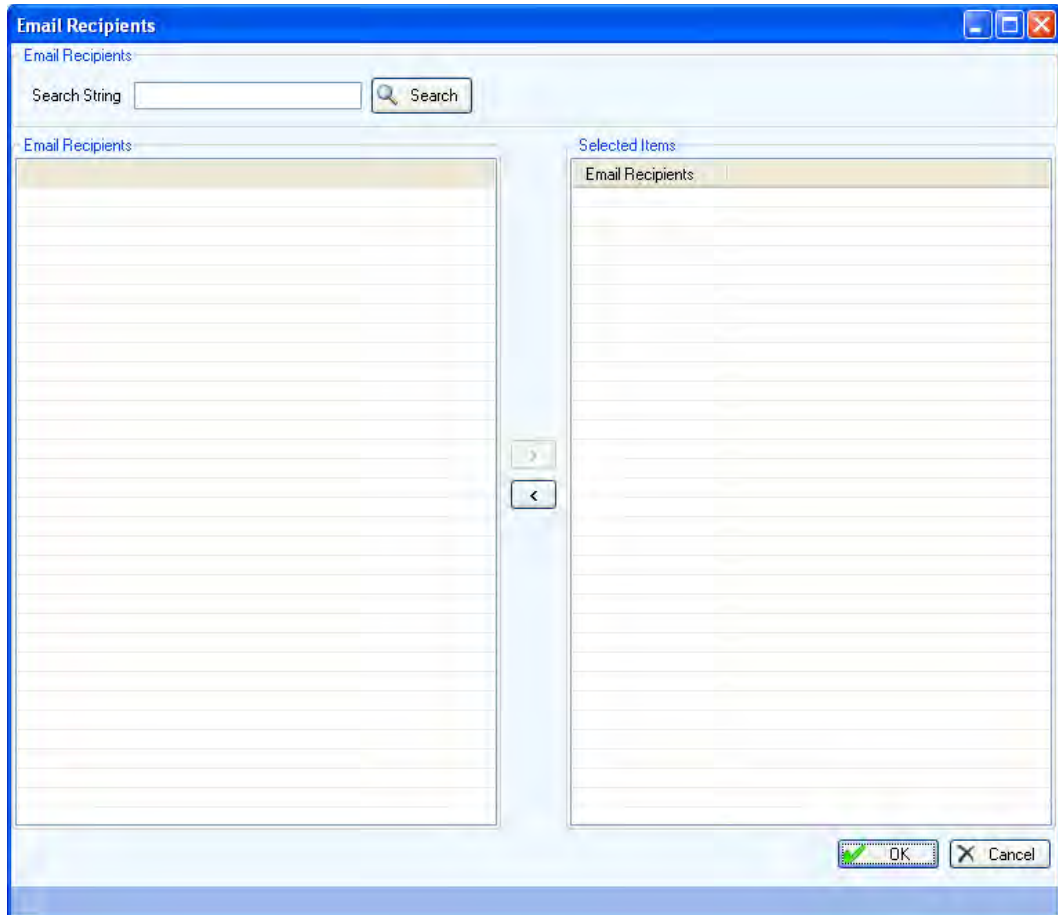 Email Recipients
Email Recipients
Search String
Search
Email Recipients
Selected Items
Email Recipients
>
<
OK
Cancel